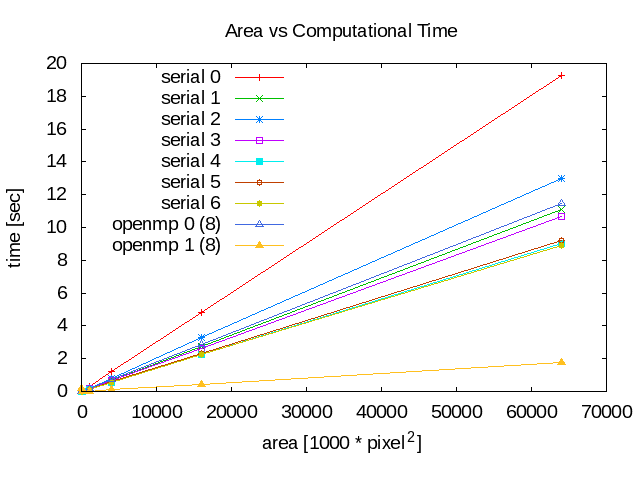 Area vs Computational Time
20
18
16
14
12
10
8
6
4
2
0
time [sec]
serial 0
serial 1
serial 2
serial 3
serial 4
serial 5
serial 6
openmp 0 (8)
openmp 1 (8)
0 10000 20000 30000 40000 50000 60000 70000
area [1000 * pixel²]